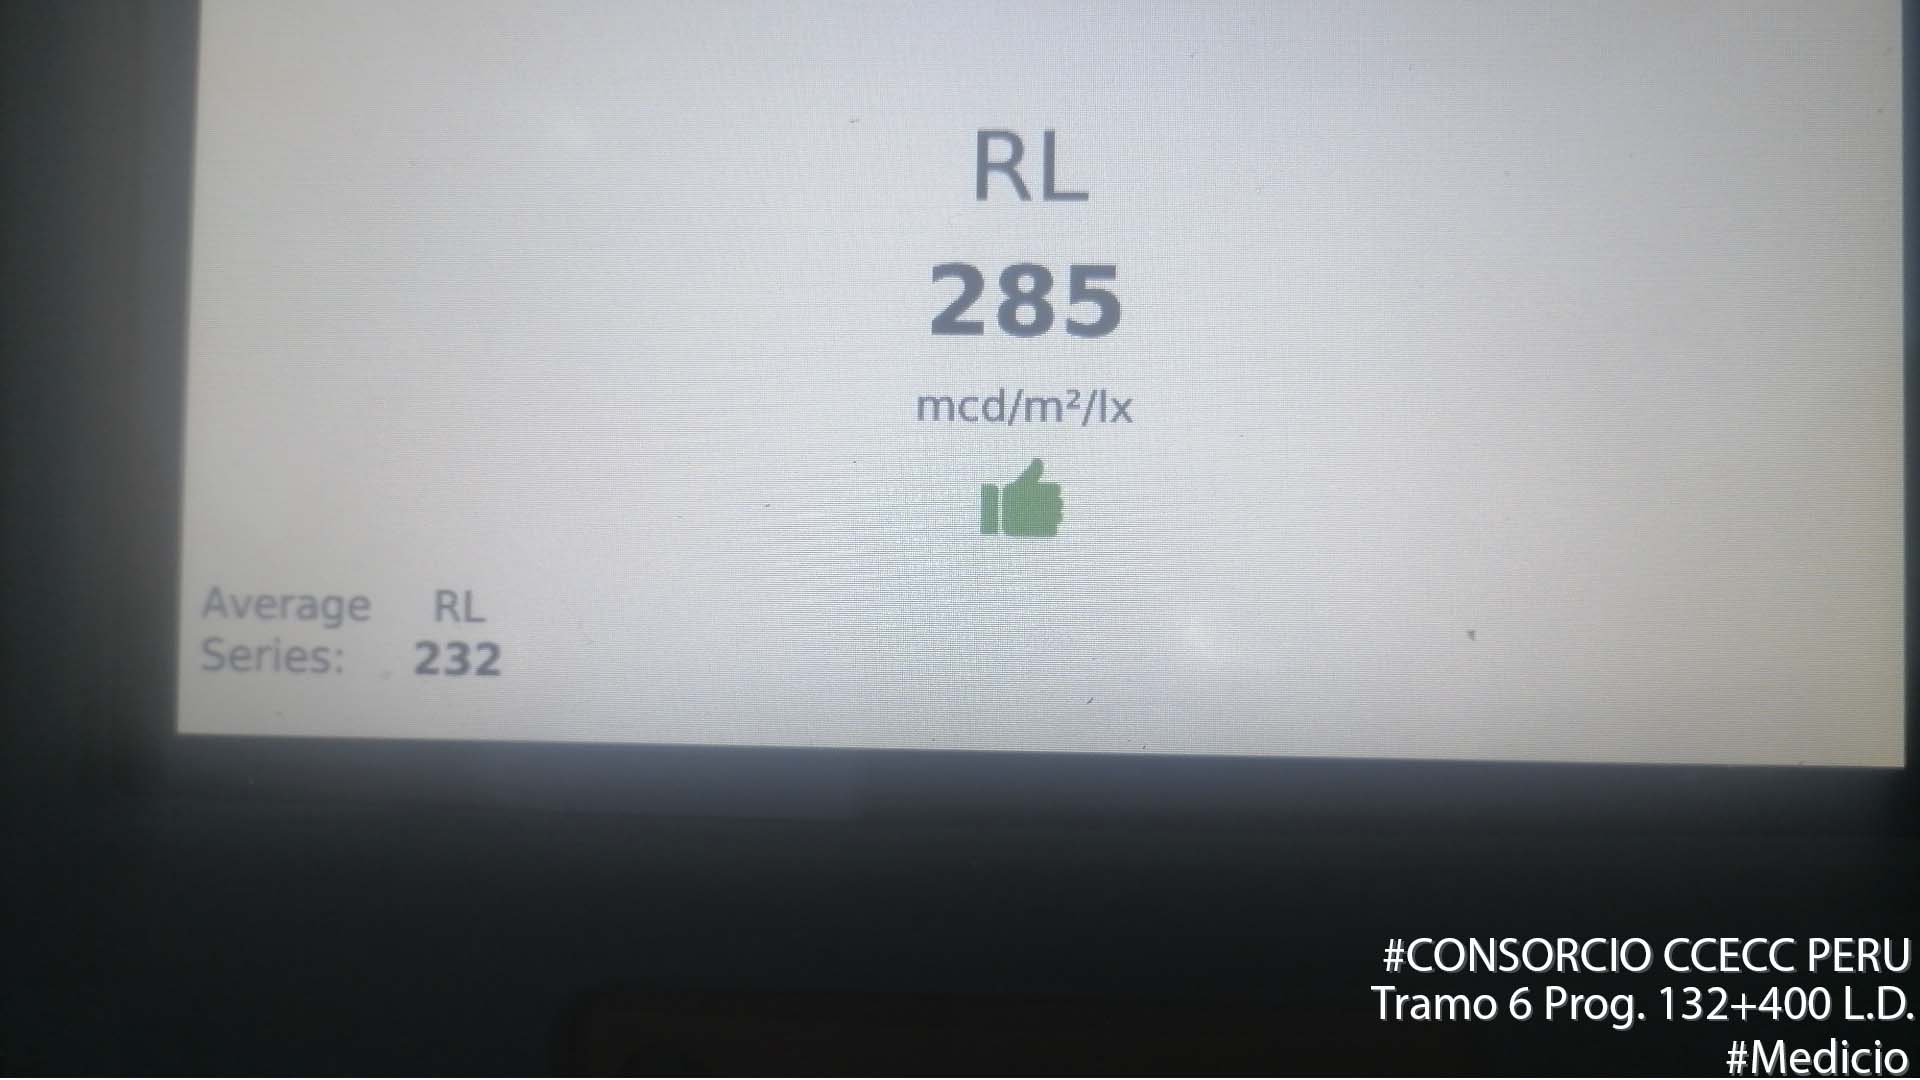 RL
285
mcd/m²/lx
Average RL
Series: 232
#CONSORCIO CCECC PERU
Tramo 6 Prog. 132+400 L.D.
#Medicio